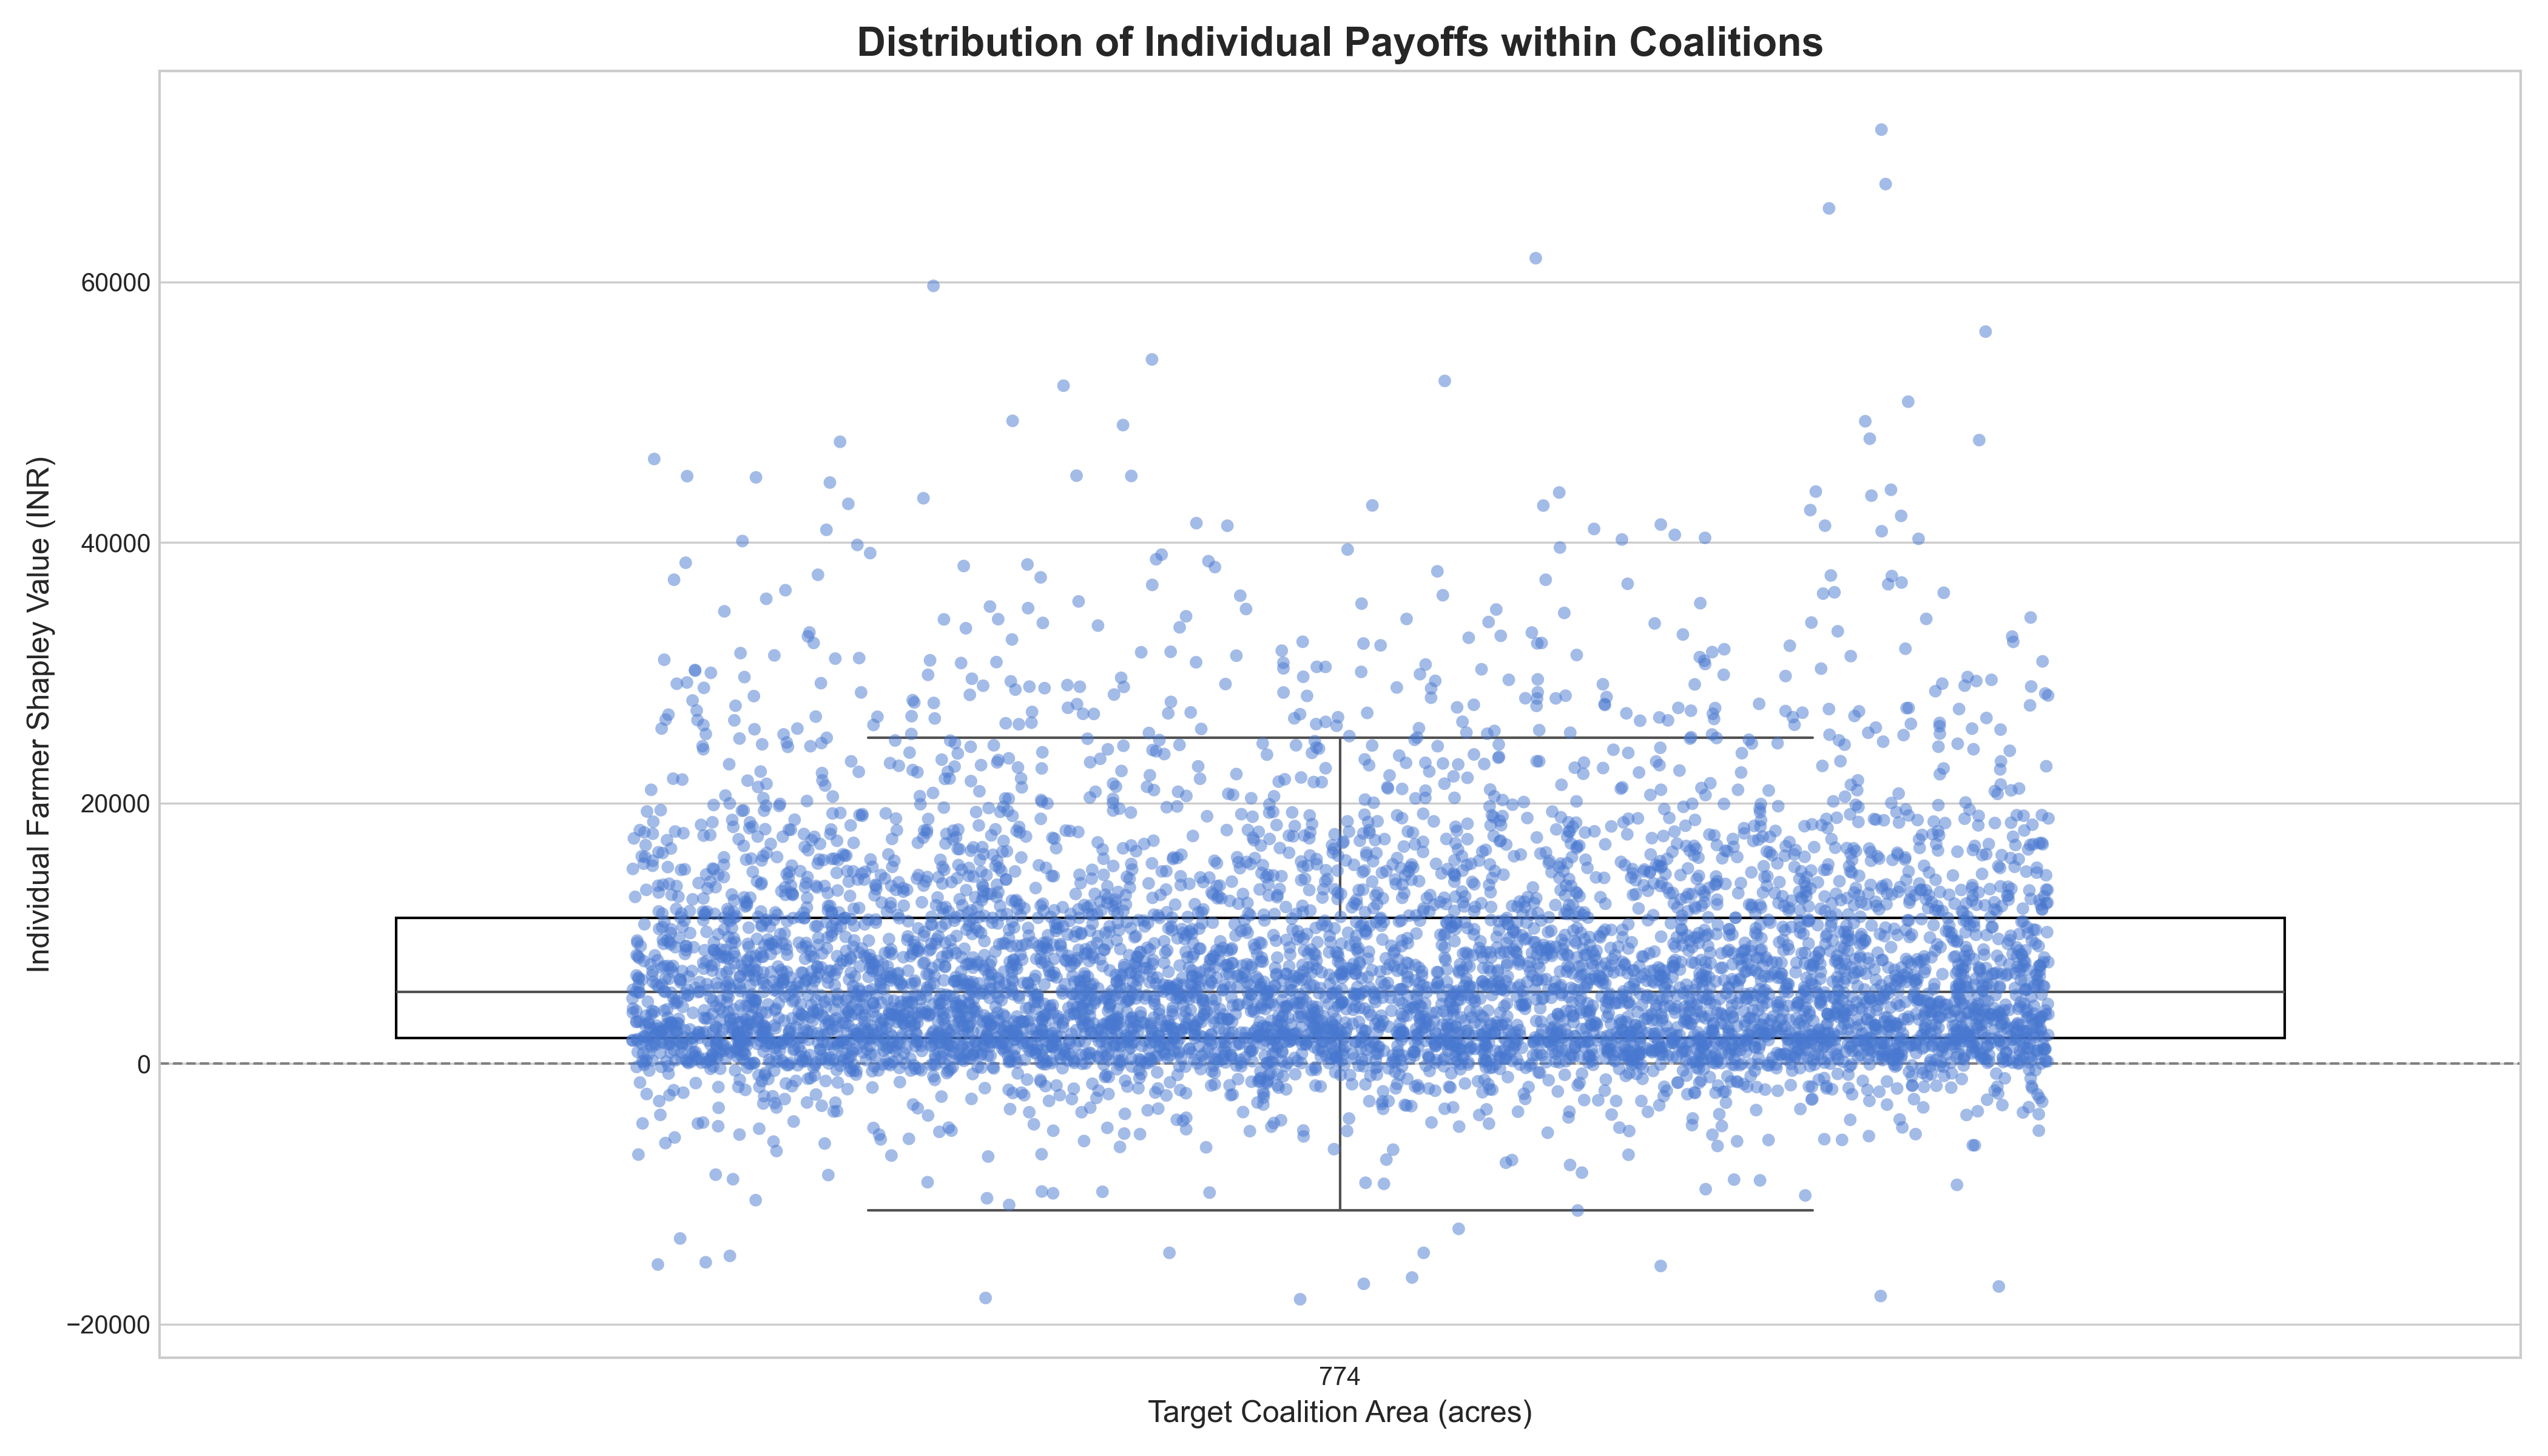 Distribution of Individual Payoffs within Coalitions
Individual Farmer Shapley Value (INR)
60000
40000
20000
0
−20000
774
Target Coalition Area (acres)